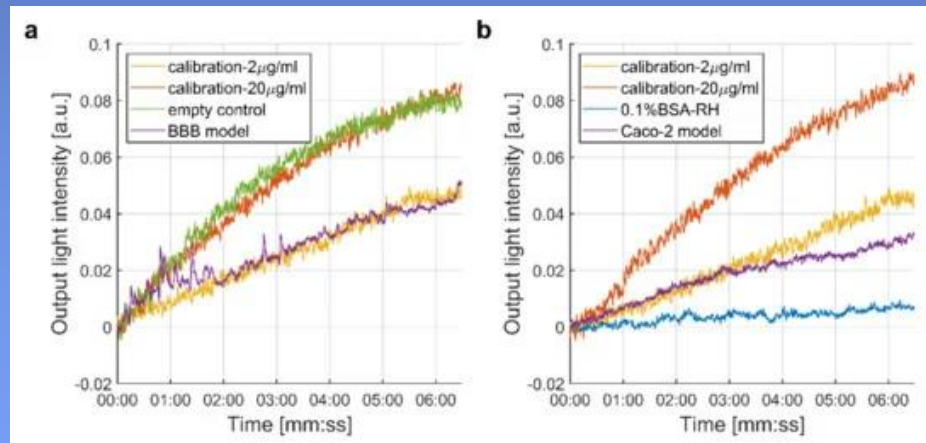 a
0.1
0.08
0.06
0.04
0.02
0
-0.02
Output light intensity [a.u.]
calibration-2μg/ml
calibration-20μg/ml
empty control
BBB model
00:00 01:00 02:00 03:00 04:00 05:00 06:00
Time [mm:ss]
b
0.1
0.08
0.06
0.04
0.02
0
-0.02
Output light intensity [a.u.]
calibration-2μg/ml
calibration-20μg/ml
0.1%BSA-RH
Caco-2 model
00:00 01:00 02:00 03:00 04:00 05:00 06:00
Time [mm:ss]